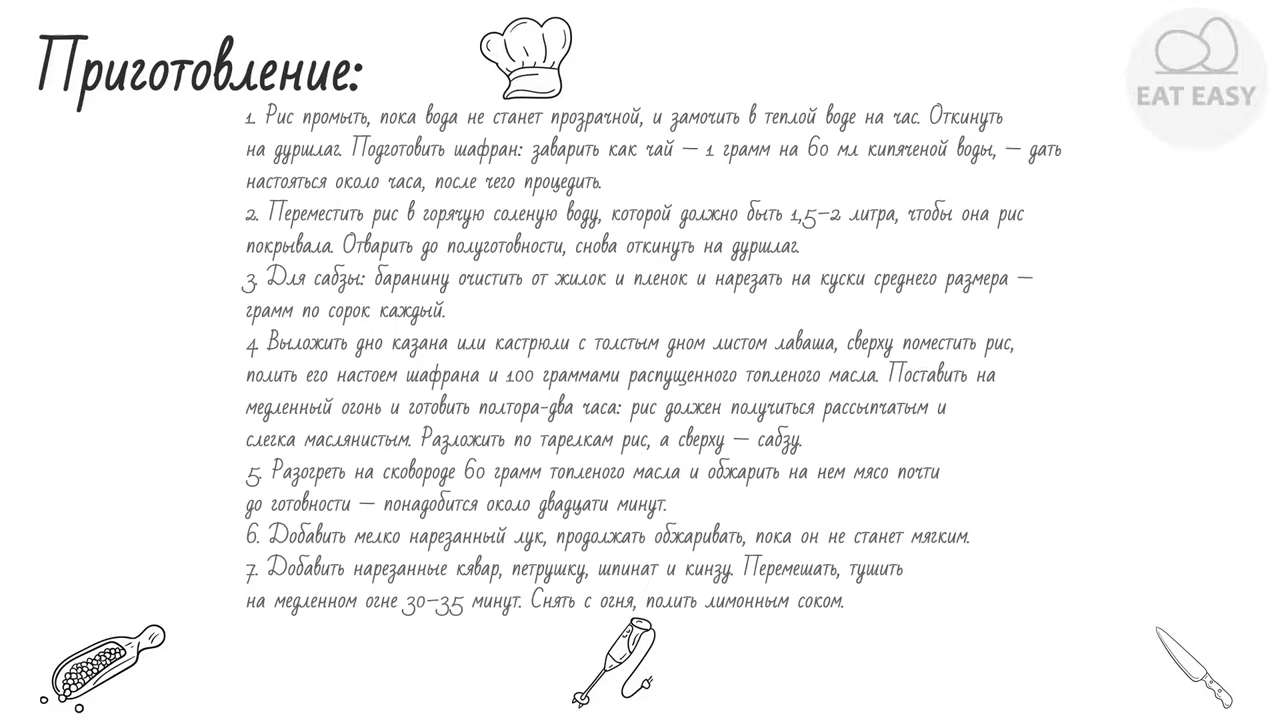 Приготовление:
EAT EASY
1. Рис промыть, пока вода не станет прозрачной, и замочить в теплой воде на час. Откинуть
на дуршлаг. Подготовить шафран: заварить как чай — 1 грамм на 60 мл кипяченой воды, — дать
настояться около часа, после чего процедить.
2. Переместить рис в горячую соленую воду, которой должно быть 1,5–2 литра, чтобы она рис
покрывала. Отварить до полуготовности, снова откинуть на дуршлаг.
3. Для сабзы: баранину очистить от жилок и пленок и нарезать на куски среднего размера —
грамм по сорок каждый.
4. Выложить дно казана или кастрюли с толстым дном листом лаваша, сверху поместить рис,
полить его настоем шафрана и 100 граммами распущенного топленого масла. Поставить на
медленный огонь и готовить полтора-два часа: рис должен получиться рассыпчатым и
слегка маслянистым. Разложить по тарелкам рис, а сверху — сабзу.
5. Разогреть на сковороде 60 грамм топленого масла и обжарить на нем мясо почти
до готовности — понадобится около двадцати минут.
6. Добавить мелко нарезанный лук, продолжать обжаривать, пока он не станет мягким.
7. Добавить нарезанные кявар, петрушку, шпинат и кинзу. Перемешать, тушить
на медленном огне 30–35 минут. Снять с огня, полить лимонным соком.